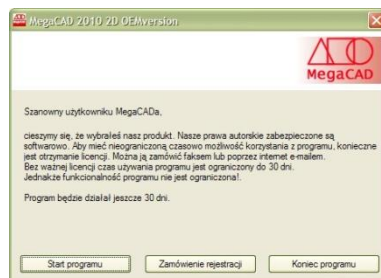 MegaCAD 2010 2D OEMversion
MegaCAD
Szanowny użytkowniku MegaCADa,
cieszymy się, że wybrałeś nasz produkt. Nasze prawa autorskie zabezpieczone są
softwarowo. Aby mieć nieograniczoną czasowo możliwość korzystania z programu, konieczne
jest otrzymanie licencji. Można ją zamówić faksem lub poprzez internet e-mailem.
Bez ważnej licencji czas używania programu jest ograniczony do 30 dni.
Jednakże funkcionalność programu nie jest ograniczona!.
Program będzie działał jeszcze 30 dni.
Start programu
Zamówienie rejestracji
Koniec programu